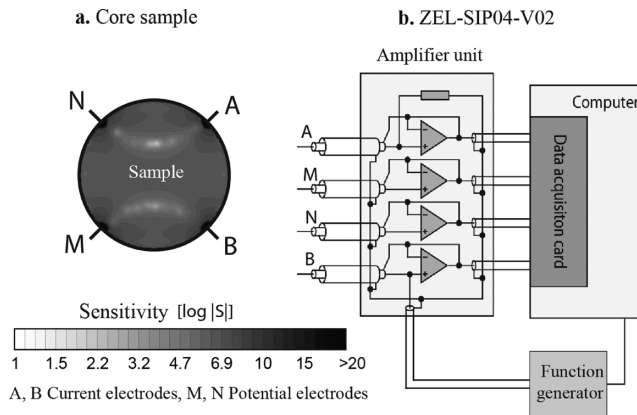 a. Core sample
N
A
Sample
M
B
Sensitivity [log |S|]
1 1.5 2.2 3.2 4.7 6.9 10 15 >20
A, B Current electrodes, M, N Potential electrodes
b. ZEL-SIP04-V02
Amplifier unit
Computer
A
M
N
B
−
+
−
+
−
+
−
+
Data acquisiton card
Function
generator